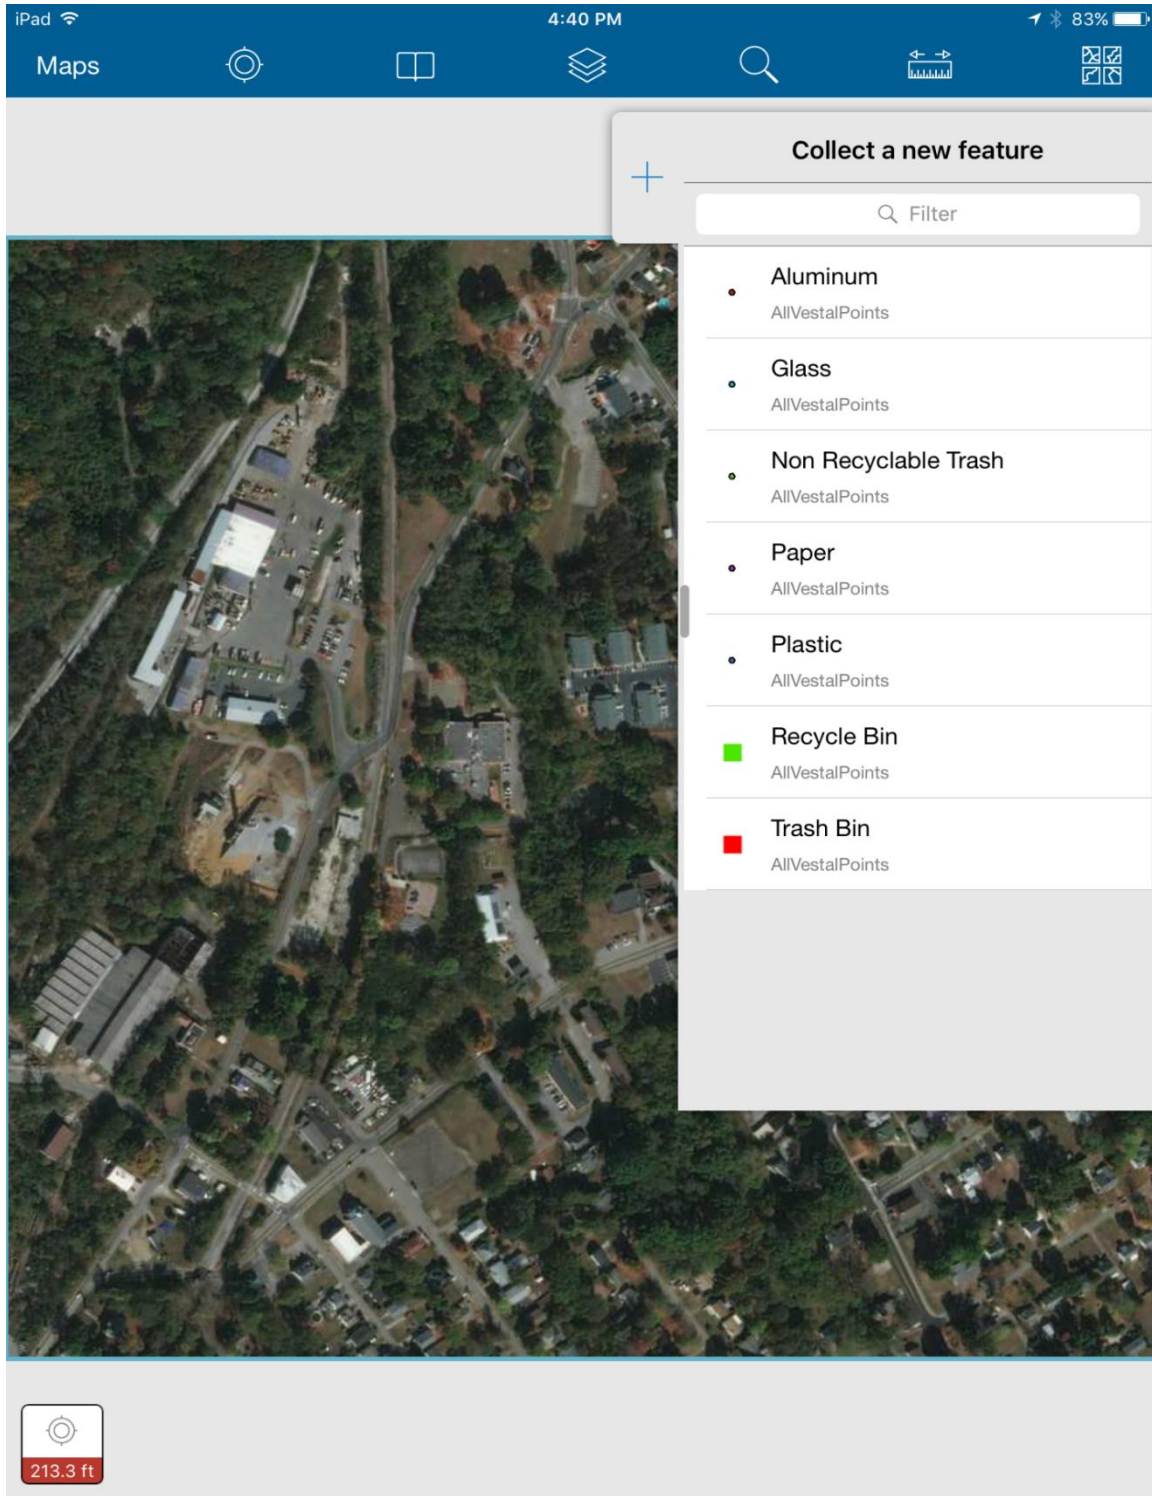 iPad 4:40 PM 83%
Maps
Collect a new feature
Filter
Aluminum
AllVestalPoints
Glass
AllVestalPoints
Non Recyclable Trash
AllVestalPoints
Paper
AllVestalPoints
Plastic
AllVestalPoints
Recycle Bin
AllVestalPoints
Trash Bin
AllVestalPoints
213.3 ft